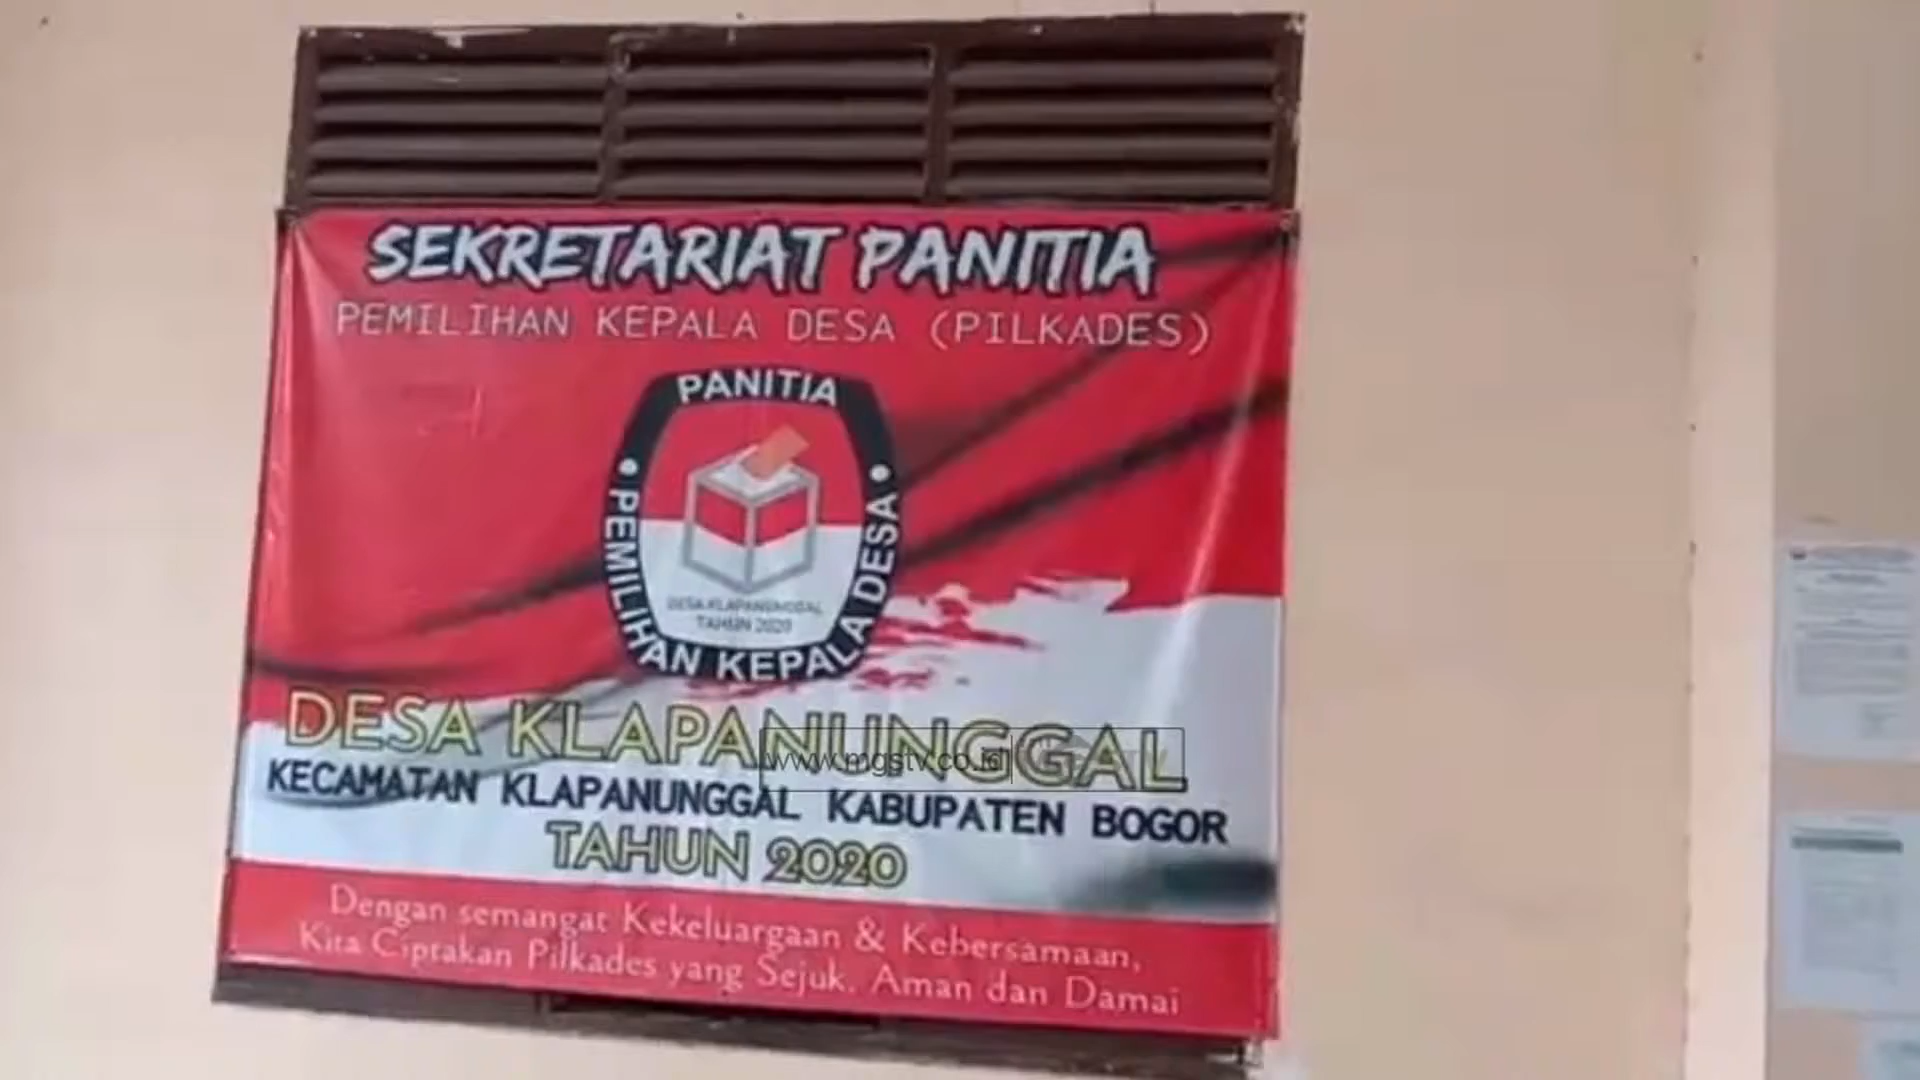 SEKRETARIAT PANITIA
PEMILIHAN KEPALA DESA (PILKADES)
PANITIA
• PEMILIHAN KEPALA DESA •
DESA KLAPANUNGGAL
TAHUN 2020
DESA KLAPANUNGGAL
www.mgstv.co.id
KECAMATAN KLAPANUNGGAL KABUPATEN BOGOR
TAHUN 2020
Dengan semangat Kekeluargaan & Kebersamaan,
Kita Ciptakan Pilkades yang Sejuk, Aman dan Damai